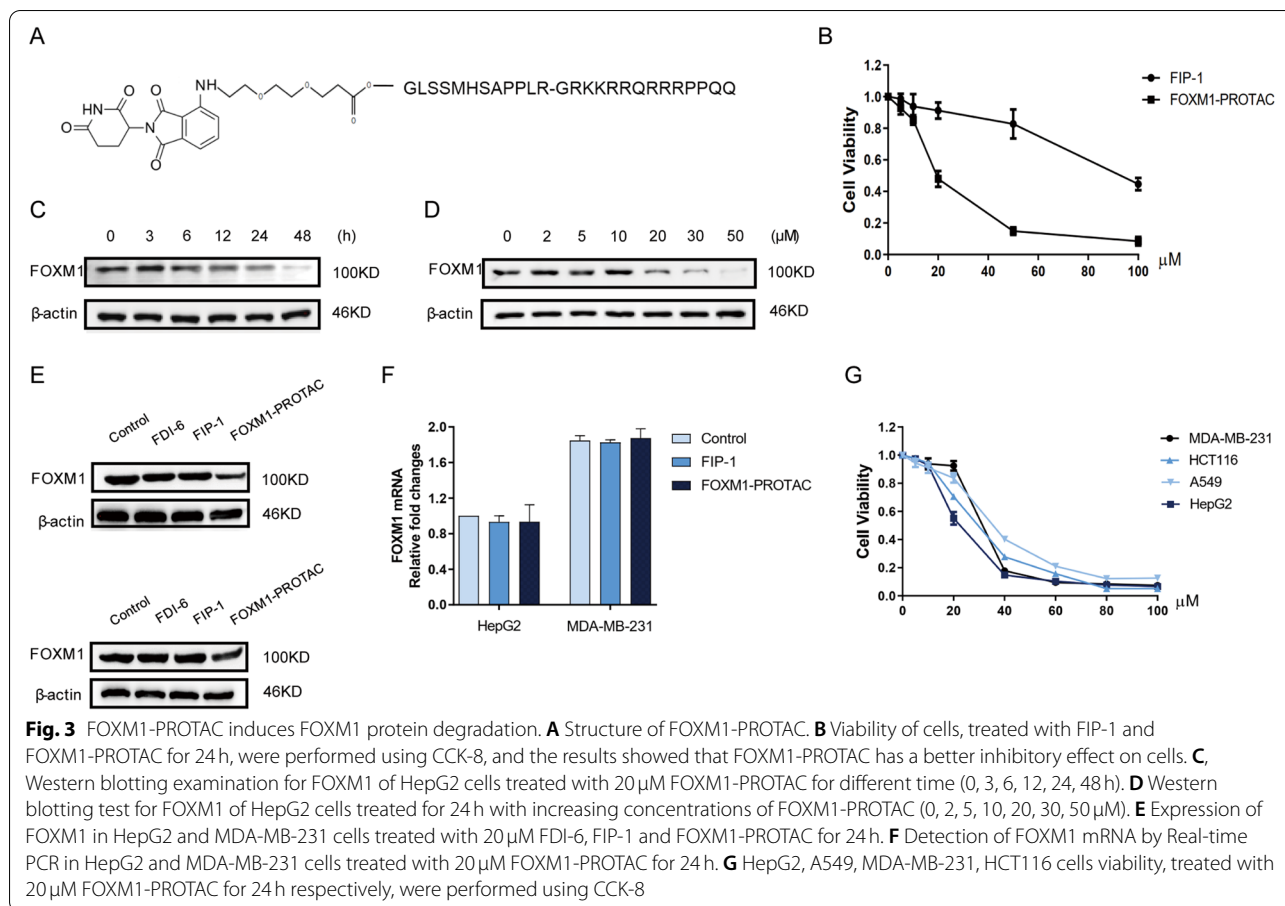 A
NH
O
O
O
O
HN
O
N
O
O
O
GLSSMHSAPPLR-GRKKRRQRRRPPQQ
B
1.2
1.0
0.8
0.6
0.4
0.2
0.0
Cell Viability
0 20 40 60 80 100 μM
FIP-1
FOXM1-PROTAC
C
0 3 6 12 24 48 (h)
FOXM1 100KD
β-actin 46KD
D
0 2 5 10 20 30 50 (μM)
FOXM1 100KD
β-actin 46KD
E
Control FDI-6 FIP-1 FOXM1-PROTAC
FOXM1 100KD
β-actin 46KD
Control FDI-6 FIP-1 FOXM1-PROTAC
FOXM1 100KD
β-actin 46KD
F
FOXM1 mRNA
Relative fold changes
2.4
2.0
1.6
1.2
0.8
0.4
0.0
HepG2 MDA-MB-231
Control
FIP-1
FOXM1-PROTAC
G
Cell Viability
1.2
1.0
0.8
0.6
0.4
0.2
0.0
0 20 40 60 80 100 μM
MDA-MB-231
HCT116
A549
HepG2
Fig. 3 FOXM1-PROTAC induces FOXM1 protein degradation. A Structure of FOXM1-PROTAC. B Viability of cells, treated with FIP-1 and
FOXM1-PROTAC for 24 h, were performed using CCK-8, and the results showed that FOXM1-PROTAC has a better inhibitory effect on cells. C,
Western blotting examination for FOXM1 of HepG2 cells treated with 20 μM FOXM1-PROTAC for different time (0, 3, 6, 12, 24, 48 h). D Western
blotting test for FOXM1 of HepG2 cells treated for 24 h with increasing concentrations of FOXM1-PROTAC (0, 2, 5, 10, 20, 30, 50 μM). E Expression of
FOXM1 in HepG2 and MDA-MB-231 cells treated with 20 μM FDI-6, FIP-1 and FOXM1-PROTAC for 24 h. F Detection of FOXM1 mRNA by Real-time
PCR in HepG2 and MDA-MB-231 cells treated with 20 μM FOXM1-PROTAC for 24 h. G HepG2, A549, MDA-MB-231, HCT116 cells viability, treated with
20 μM FOXM1-PROTAC for 24 h respectively, were performed using CCK-8